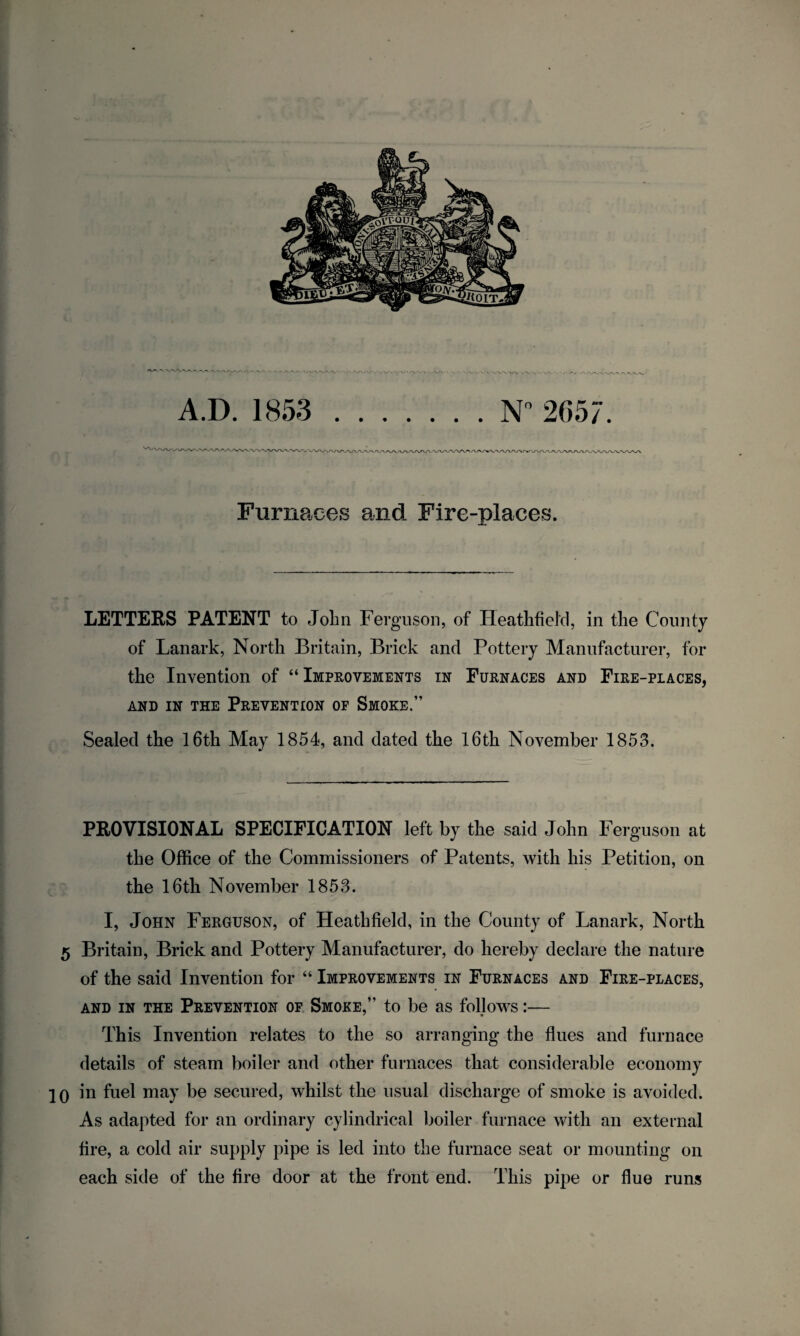 DIEU ET MON DROIT
A.D. 1853 . . . . . . . N° 2657.
Furnaces and Fire-places.
LETTERS PATENT to John Ferguson, of Heathfield, in the County
of Lanark, North Britain, Brick and Pottery Manufacturer, for
the Invention of “ Improvements in Furnaces and Fire-places,
and in the Prevention of Smoke.”
Sealed the 16th May 1854, and dated the 16th November 1853.
PROVISIONAL SPECIFICATION left by the said John Ferguson at
the Office of the Commissioners of Patents, with his Petition, on
the 16th November 1853.
I, John Ferguson, of Heathfield, in the County of Lanark, North
5 Britain, Brick and Pottery Manufacturer, do hereby declare the nature
of the said Invention for “ Improvements in Furnaces and Fire-places,
and in the Prevention of Smoke,” to be as follows :—
This Invention relates to the so arranging the flues and furnace
details of steam boiler and other furnaces that considerable economy
10 in fuel may be secured, whilst the usual discharge of smoke is avoided.
As adapted for an ordinary cylindrical boiler furnace with an external
fire, a cold air supply pipe is led into the furnace seat or mounting on
each side of the fire door at the front end. This pipe or flue runs